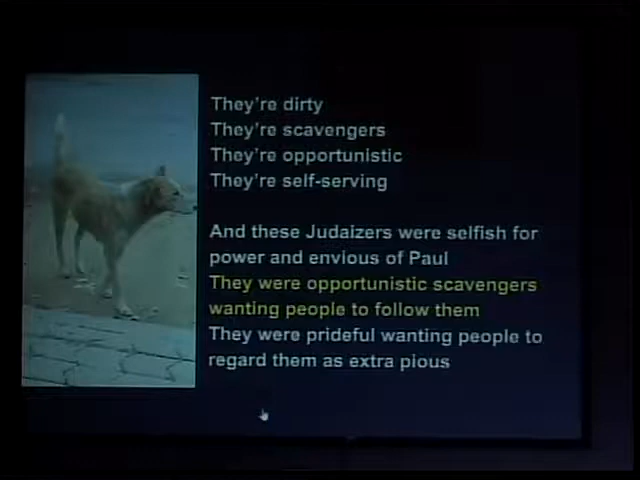 They're dirty
They're scavengers
They're opportunistic
They're self-serving
And these Judaizers were selfish for
power and envious of Paul
They were opportunistic scavengers
wanting people to follow them
They were prideful wanting people to
regard them as extra pious